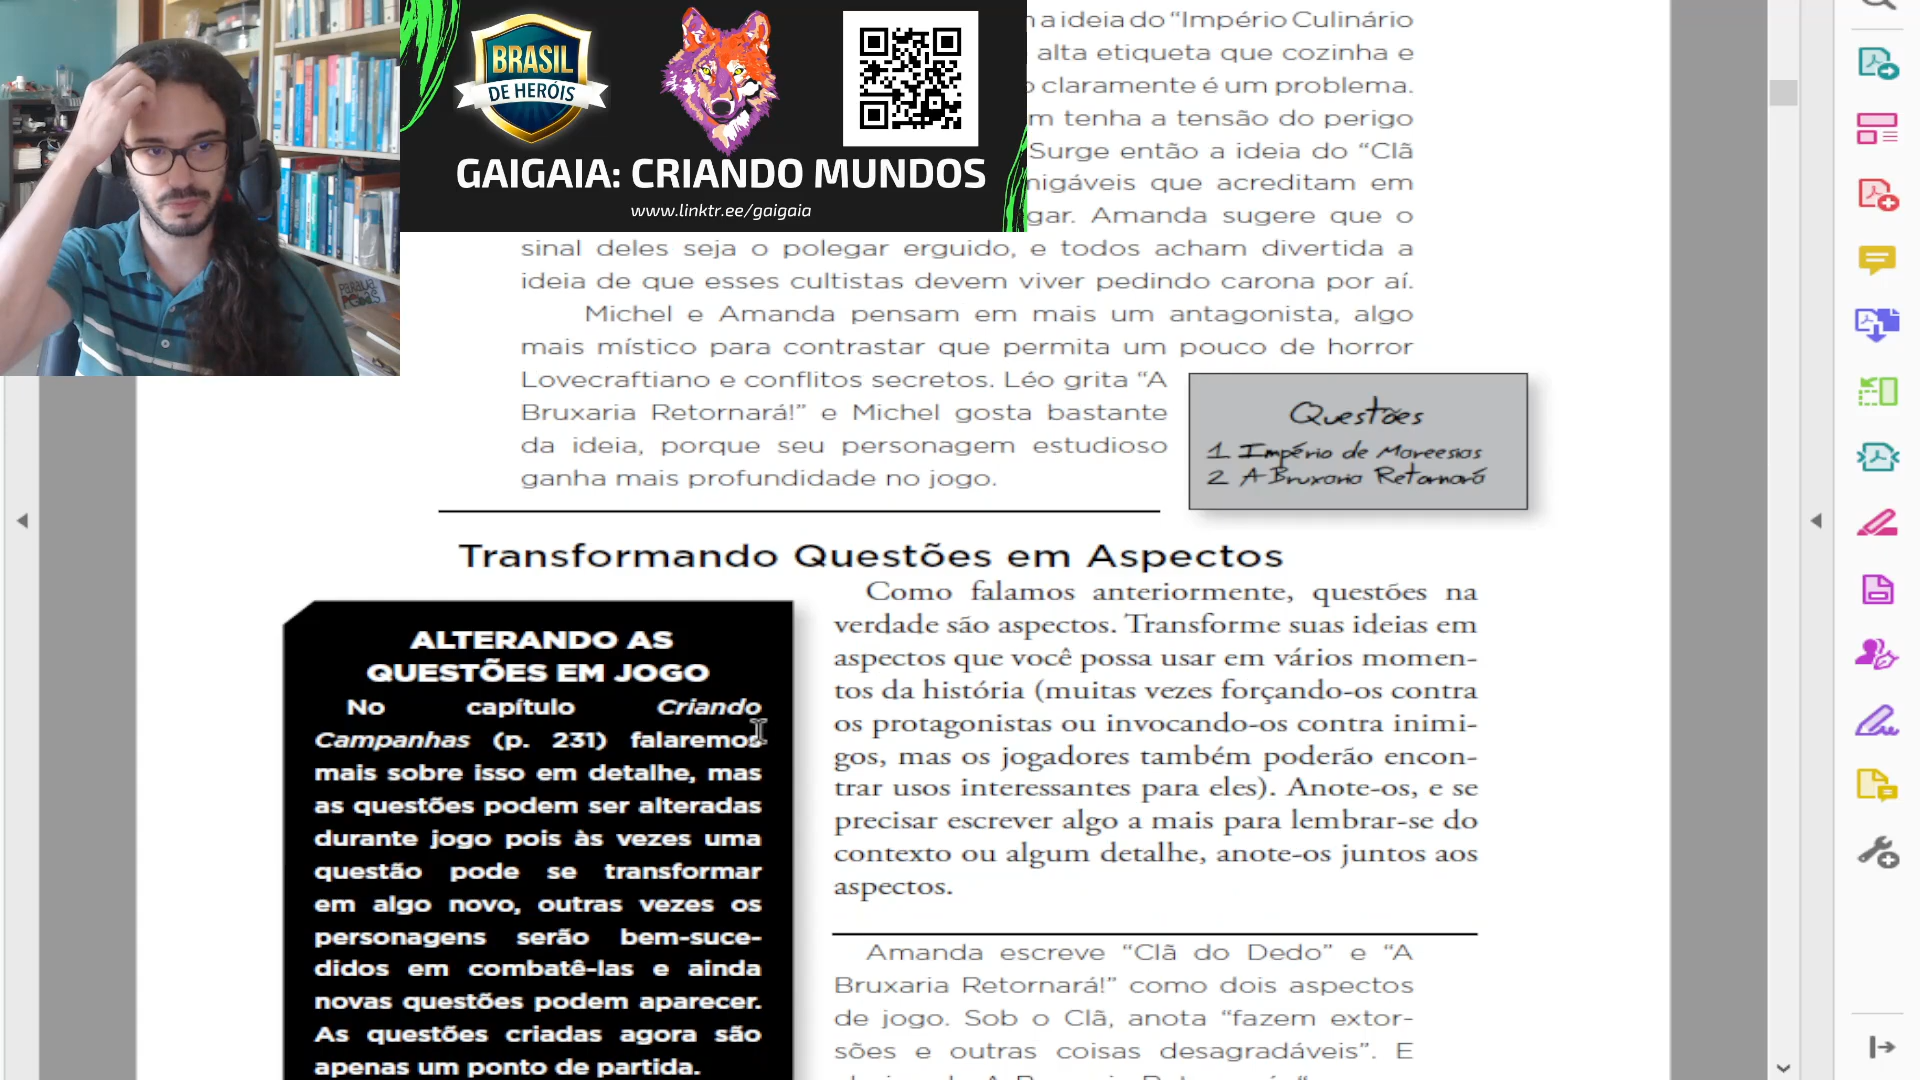 BRASIL
DE HERÓIS
GAIGAIA: CRIANDO MUNDOS
www.linktr.ee/gaigaia
a ideia do “Império Culinário
alta etiqueta que cozinha e
claramente é um problema.
m tenha a tensão do perigo
Surge então a ideia do “Clã
migáveis que acreditam em
gar. Amanda sugere que o
sinal deles seja o polegar erguido, e todos acham divertida a
ideia de que esses cultistas devem viver pedindo carona por aí.
Michel e Amanda pensam em mais um antagonista, algo
mais místico para contrastar que permita um pouco de horror
Lovecraftiano e conflitos secretos. Léo grita “A
Bruxaria Retornará!” e Michel gosta bastante
da ideia, porque seu personagem estudioso
ganha mais profundidade no jogo.
Questões
1 Império de Mareesias
2 A Bruxaria Retornará
Transformando Questões em Aspectos
ALTERANDO AS
QUESTÕES EM JOGO
No capítulo Criando
Campanhas (p. 231) falaremos
mais sobre isso em detalhe, mas
as questões podem ser alteradas
durante jogo pois às vezes uma
questão pode se transformar
em algo novo, outras vezes os
personagens serão bem-suce-
didos em combatê-las e ainda
novas questões podem aparecer.
As questões criadas agora são
apenas um ponto de partida.
Como falamos anteriormente, questões na
verdade são aspectos. Transforme suas ideias em
aspectos que você possa usar em vários momen-
tos da história (muitas vezes forçando-os contra
os protagonistas ou invocando-os contra inimi-
gos, mas os jogadores também poderão encon-
trar usos interessantes para eles). Anote-os, e se
precisar escrever algo a mais para lembrar-se do
contexto ou algum detalhe, anote-os juntos aos
aspectos.
Amanda escreve “Clã do Dedo” e “A
Bruxaria Retornará!” como dois aspectos
de jogo. Sob o Clã, anota “fazem extor-
sões e outras coisas desagradáveis”. E